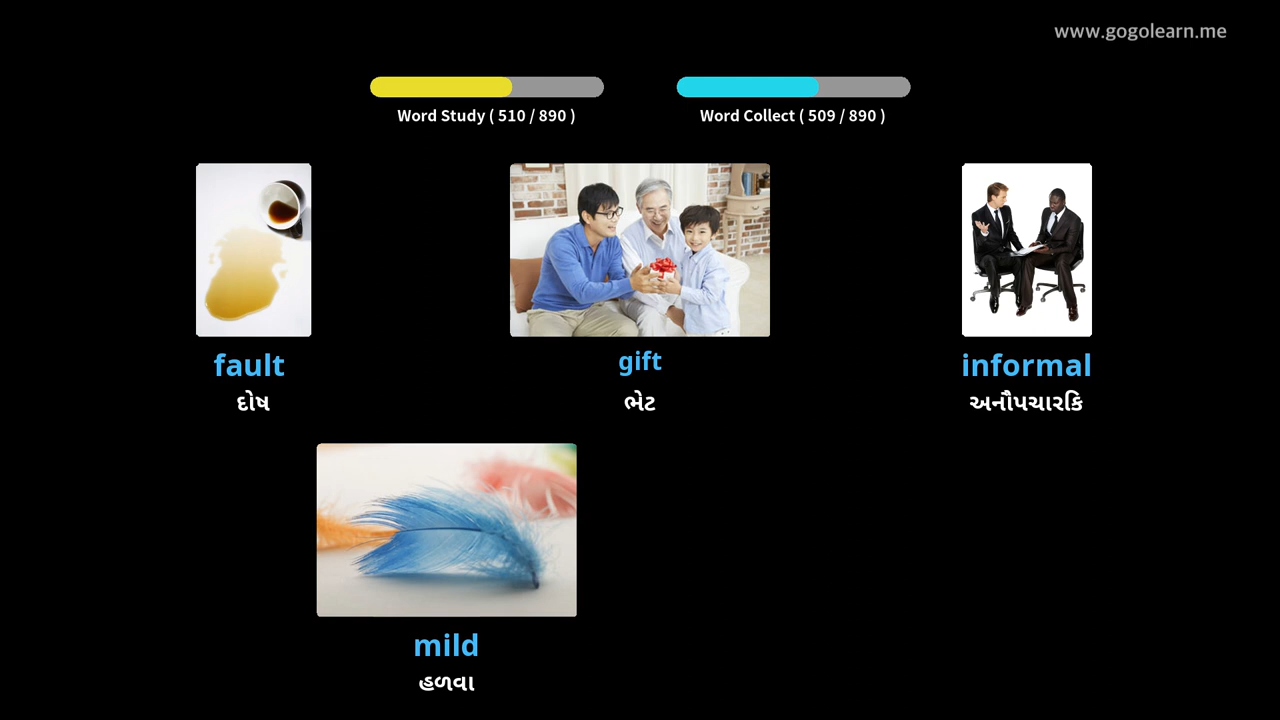 www.gogolearn.me
Word Study ( 510 / 890 )
Word Collect ( 509 / 890 )
fault
દોષ
gift
ભેટ
informal
અનૌપચારિક
mild
હળવા